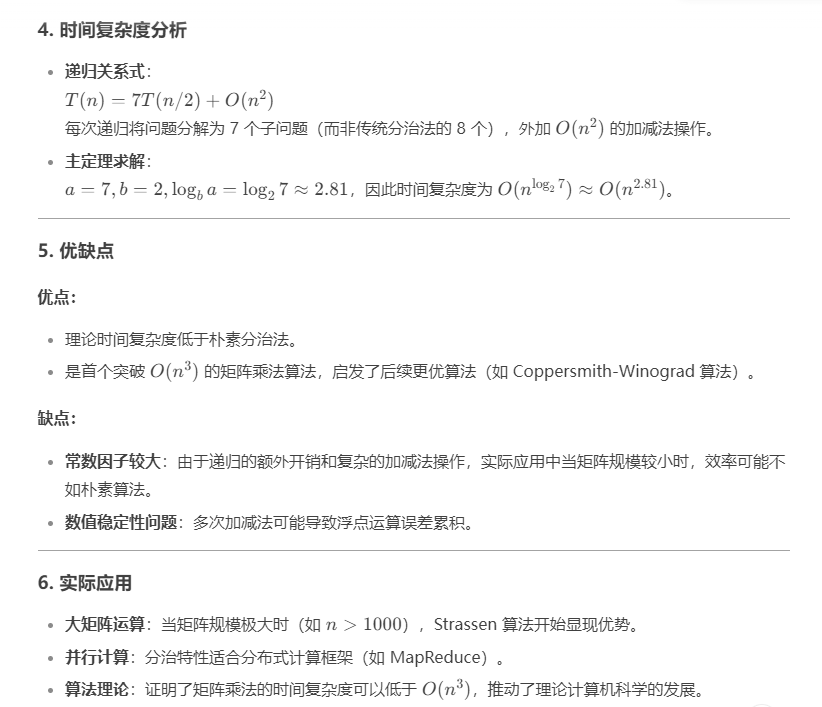 4. 时间复杂度分析
• 递归关系式：
T(n) = 7T(n/2) + O(n²)
每次递归将问题分解为 7 个子问题（而非传统分治法的 8 个），外加 O(n²) 的加减法操作。
• 主定理求解：
a = 7, b = 2, log_b a = log₂ 7 ≈ 2.81，因此时间复杂度为 O(n^{log₂ 7}) ≈ O(n^{2.81})。
5. 优缺点
优点：
• 理论时间复杂度低于朴素分治法。
• 是首个突破 O(n³) 的矩阵乘法算法，启发了后续更优算法（如 Coppersmith-Winograd 算法）。
缺点：
• 常数因子较大：由于递归的额外开销和复杂的加减法操作，实际应用中当矩阵规模较小时，效率可能不
如朴素算法。
• 数值稳定性问题：多次加减法可能导致浮点运算误差累积。
6. 实际应用
• 大矩阵运算：当矩阵规模极大时（如 n > 1000），Strassen 算法开始显现优势。
• 并行计算：分治特性适合分布式计算框架（如 MapReduce）。
• 算法理论：证明了矩阵乘法的时间复杂度可以低于 O(n³)，推动了理论计算机科学的发展。